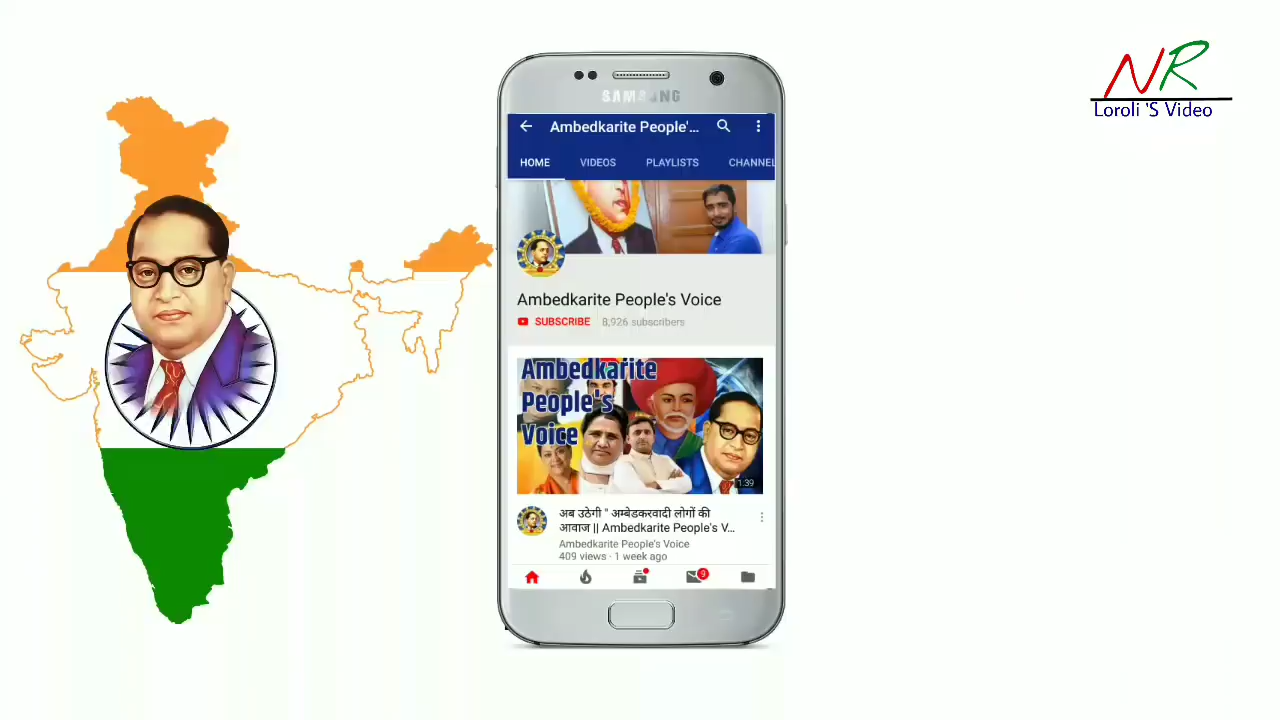 NR
Loroli 'S Video
SAMSUNG
Ambedkarite People'...
HOME VIDEOS PLAYLISTS CHANNEL
Ambedkarite People's Voice
SUBSCRIBE 8,926 subscribers
Ambedkarite
People's
Voice
1:39
अब उठेगी " अम्बेडकरवादी लोगों की
आवाज || Ambedkarite People's V...
Ambedkarite People's Voice
409 views · 1 week ago
9